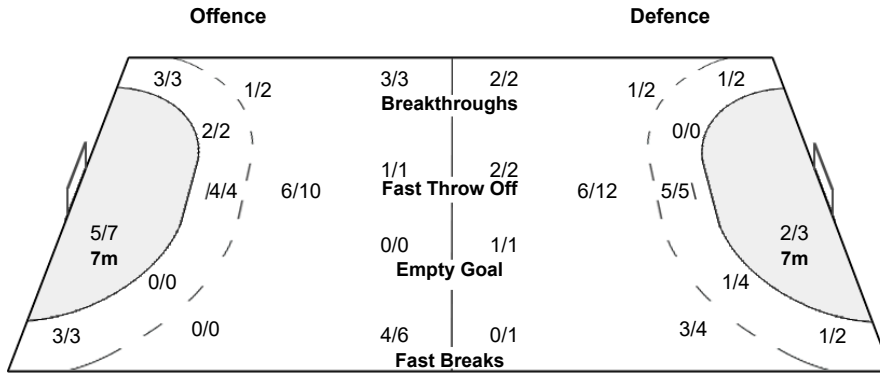 Offence Defence
3/3 1/2 3/3 2/2 1/2 1/2
Breakthroughs
2/2 0/0
1/1 2/2
4/4 6/10 Fast Throw Off 6/12 5/5
5/7 0/0 1/1 2/3
7m Empty Goal 7m
0/0 1/4
3/3 0/0 4/6 0/1 3/4 1/2
Fast Breaks